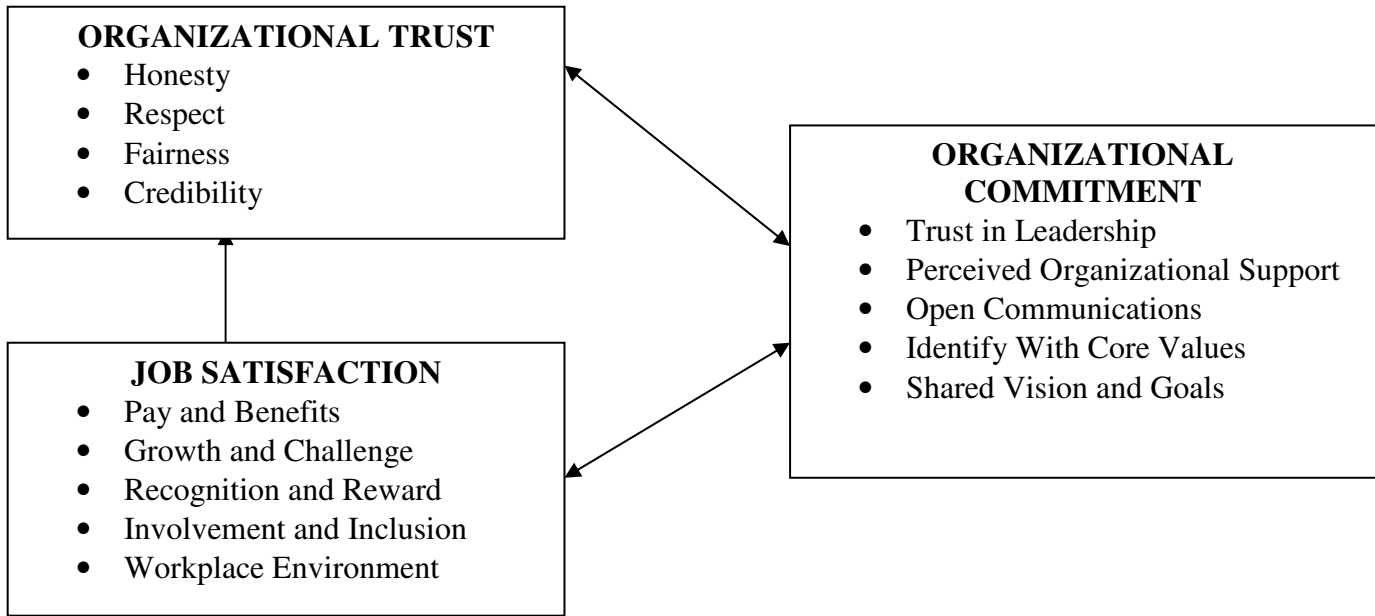 ORGANIZATIONAL TRUST
• Honesty
• Respect
• Fairness
• Credibility
JOB SATISFACTION
• Pay and Benefits
• Growth and Challenge
• Recognition and Reward
• Involvement and Inclusion
• Workplace Environment
ORGANIZATIONAL
COMMITMENT
• Trust in Leadership
• Perceived Organizational Support
• Open Communications
• Identify With Core Values
• Shared Vision and Goals